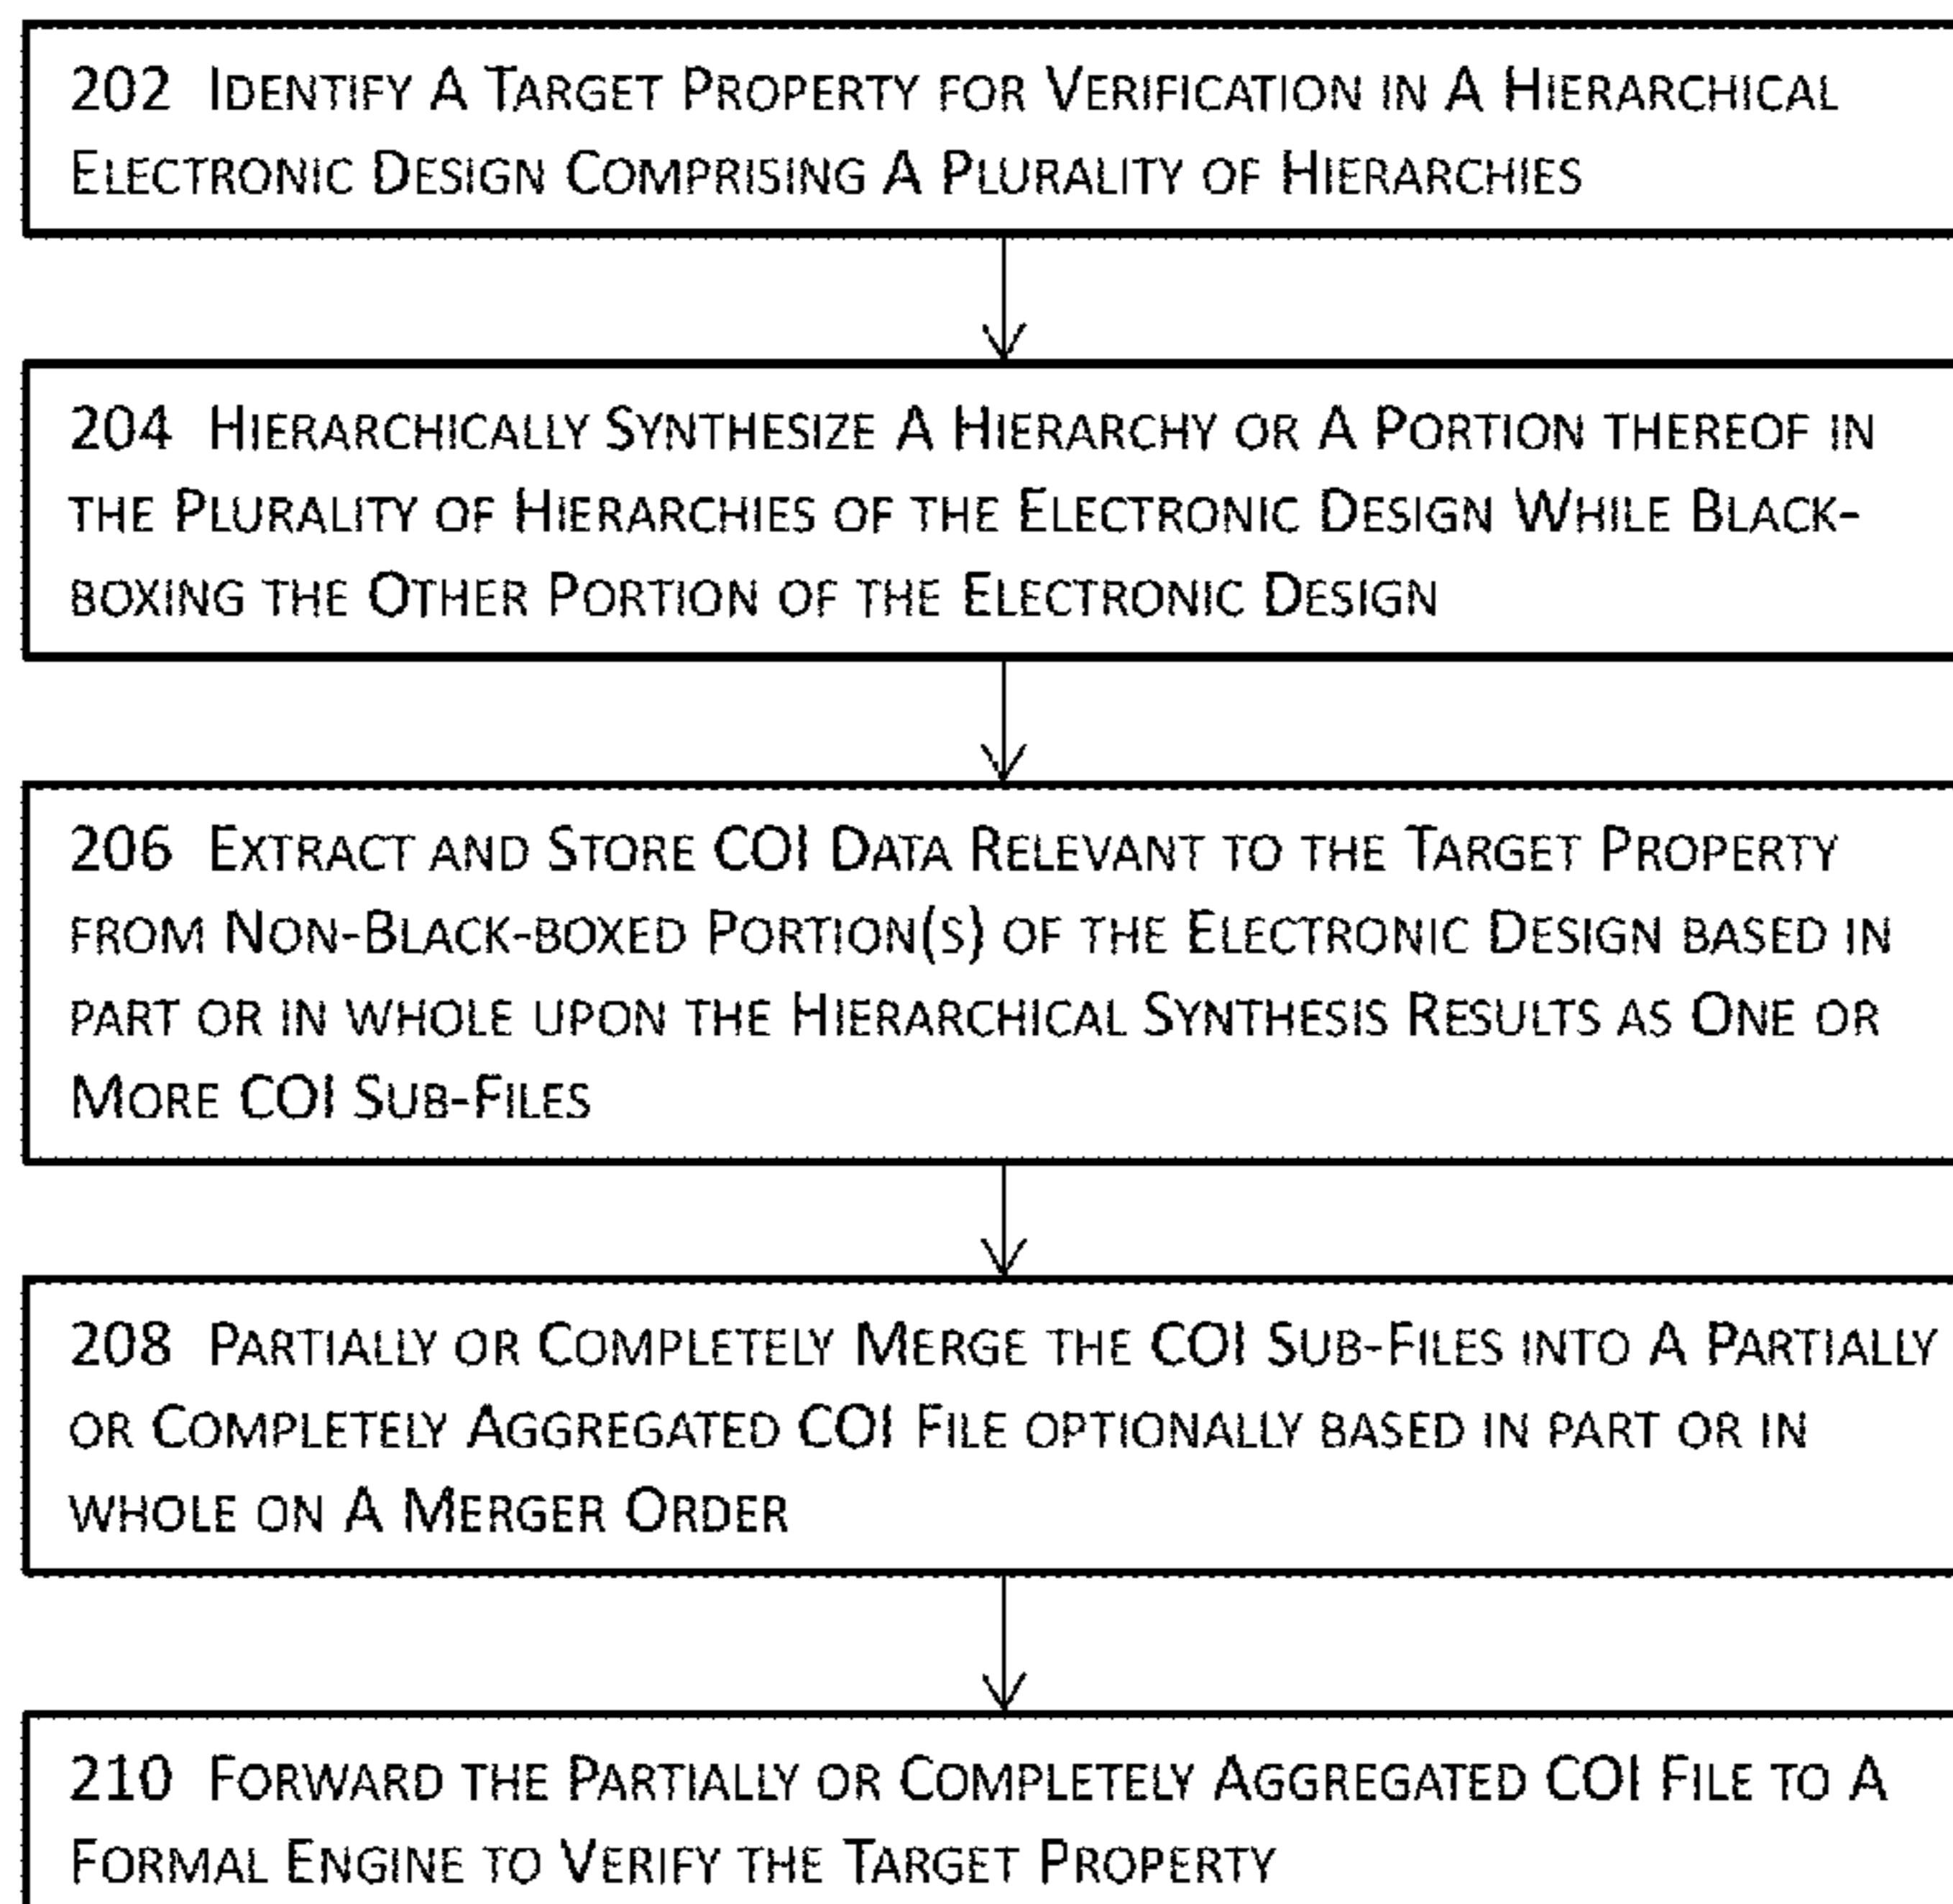 202 Identify A Target Property for Verification in A Hierarchical
Electronic Design Comprising A Plurality of Hierarchies
204 Hierarchically Synthesize A Hierarchy or A Portion thereof in
the Plurality of Hierarchies of the Electronic Design While Black-
boxing the Other Portion of the Electronic Design
206 Extract and Store COI Data Relevant to the Target Property
from Non-Black-boxed Portion(s) of the Electronic Design based in
part or in whole upon the Hierarchical Synthesis Results as One or
More COI Sub-Files
208 Partially or Completely Merge the COI Sub-Files into A Partially
or Completely Aggregated COI File optionally based in part or in
whole on A Merger Order
210 Forward the Partially or Completely Aggregated COI File to A
Formal Engine to Verify the Target Property